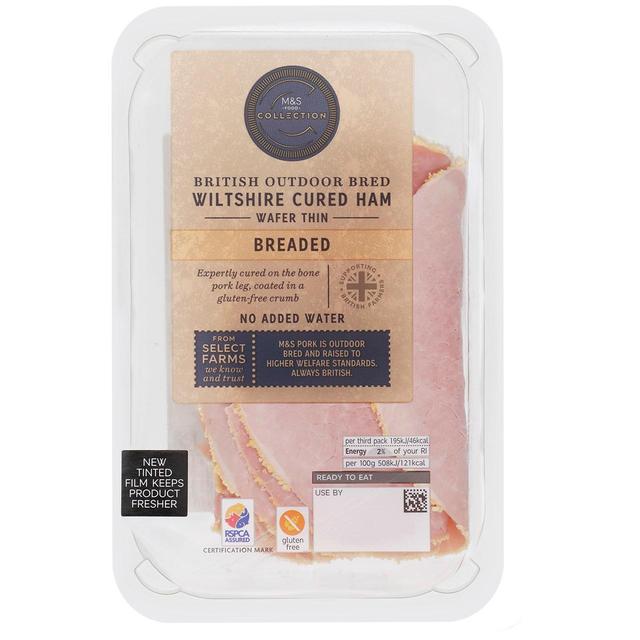 M&S
FOOD
COLLECTION
BRITISH OUTDOOR BRED
WILTSHIRE CURED HAM
WAFER THIN
BREADED
Expertly cured on the bone
pork leg, coated in a
gluten-free crumb
SUPPORTING
BRITISH FARMERS
NO ADDED WATER
FROM
SELECT
FARMS
we know
and trust
M&S PORK IS OUTDOOR
BRED AND RAISED TO
HIGHER WELFARE STANDARDS.
ALWAYS BRITISH.
per third pack 195kJ/46kcal
Energy 2% of your RI
per 100g 508kJ/121kcal
READY TO EAT
USE BY
NEW
TINTED
FILM KEEPS
PRODUCT
FRESHER
RSPCA
ASSURED
CERTIFICATION MARK
gluten
free